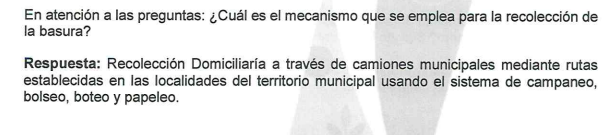 En atención a las preguntas: ¿Cuál es el mecanismo que se emplea para la recolección de
la basura?
Respuesta: Recolección Domiciliaría a través de camiones municipales mediante rutas
establecidas en las localidades del territorio municipal usando el sistema de campaneo,
bolseo, boteo y papeleo.